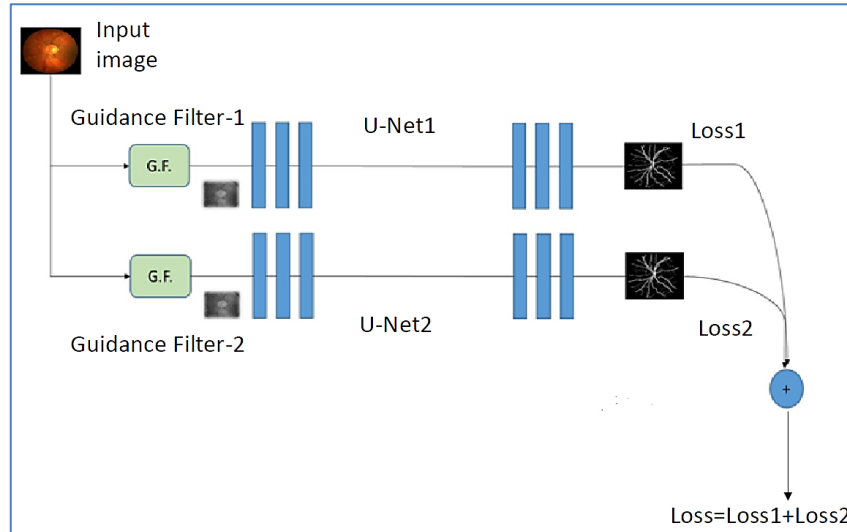 Input
image
Guidance Filter-1
U-Net1
Loss1
G.F.
G.F.
U-Net2
Loss2
Guidance Filter-2
+
Loss=Loss1+Loss2